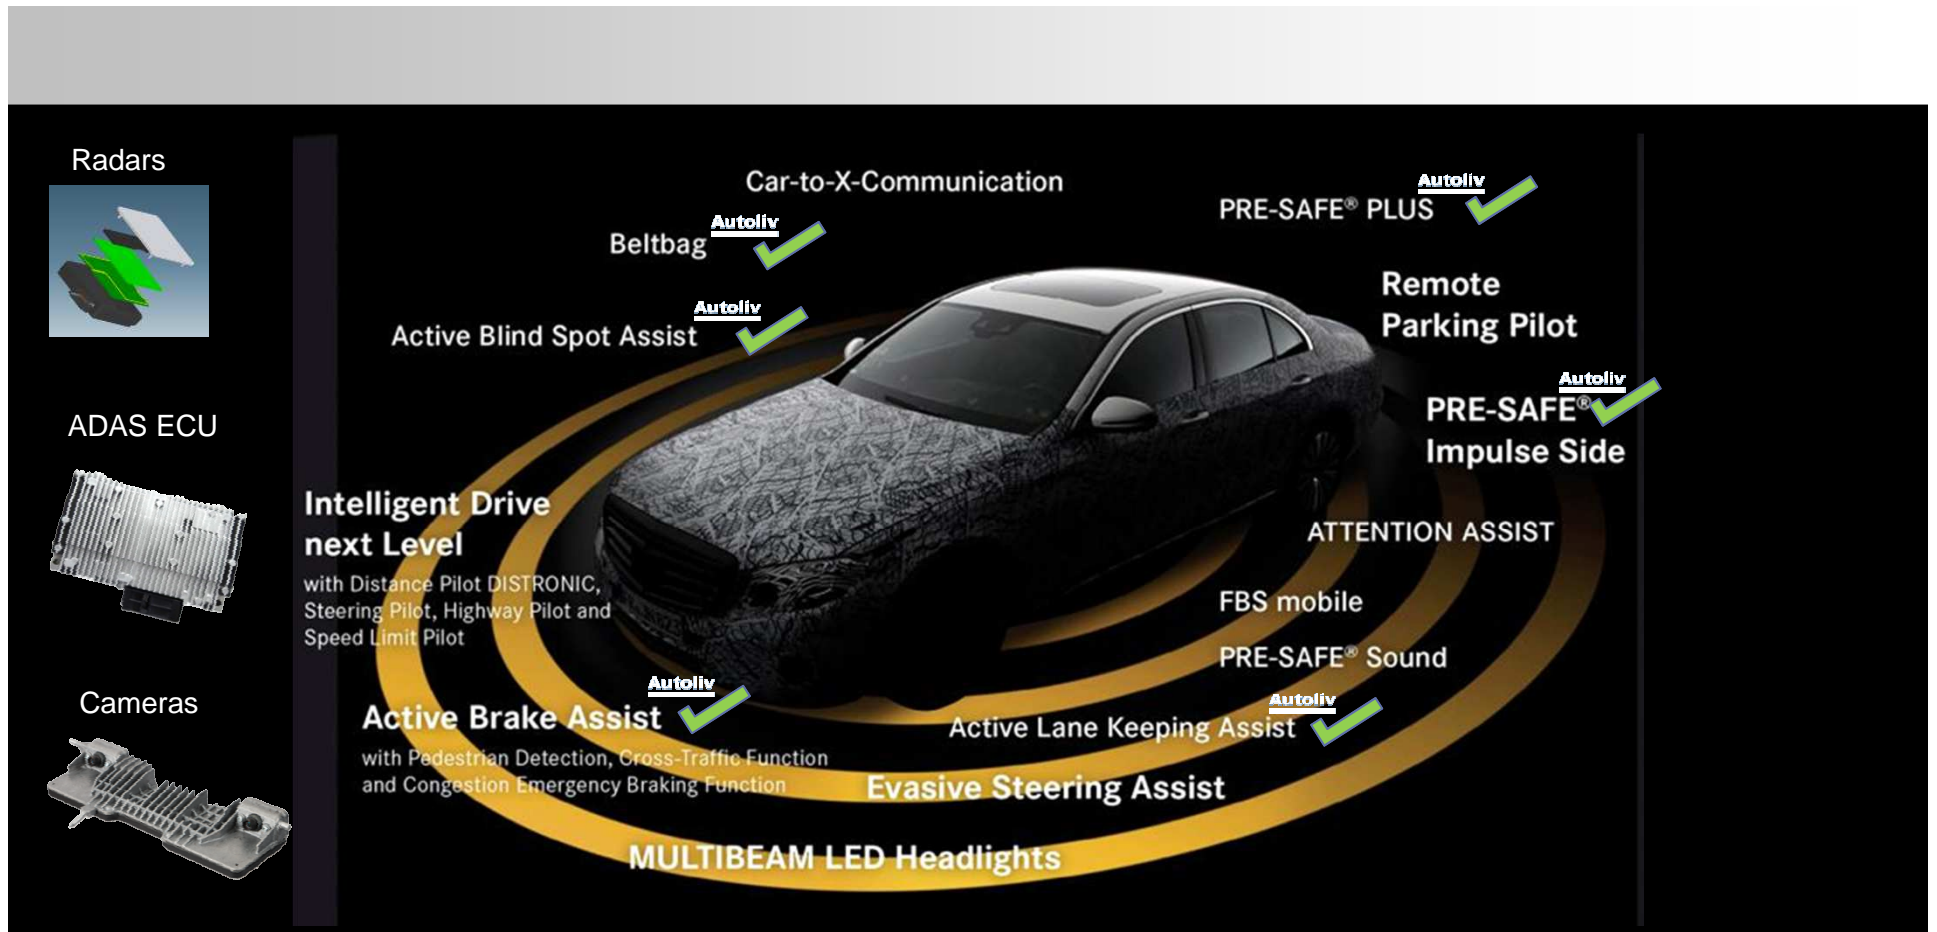 Radars
ADAS ECU
Cameras
Car-to-X-Communication
Autoliv
PRE-SAFE® PLUS
Autoliv
Beltbag
Remote
Parking Pilot
Autoliv
Active Blind Spot Assist
Autoliv
PRE-SAFE®
Impulse Side
Intelligent Drive
next Level
with Distance Pilot DISTRONIC,
Steering Pilot, Highway Pilot and
Speed Limit Pilot
ATTENTION ASSIST
FBS mobile
PRE-SAFE® Sound
Autoliv
Active Brake Assist
with Pedestrian Detection, Cross-Traffic Function
and Congestion Emergency Braking Function
Autoliv
Active Lane Keeping Assist
Evasive Steering Assist
MULTIBEAM LED Headlights